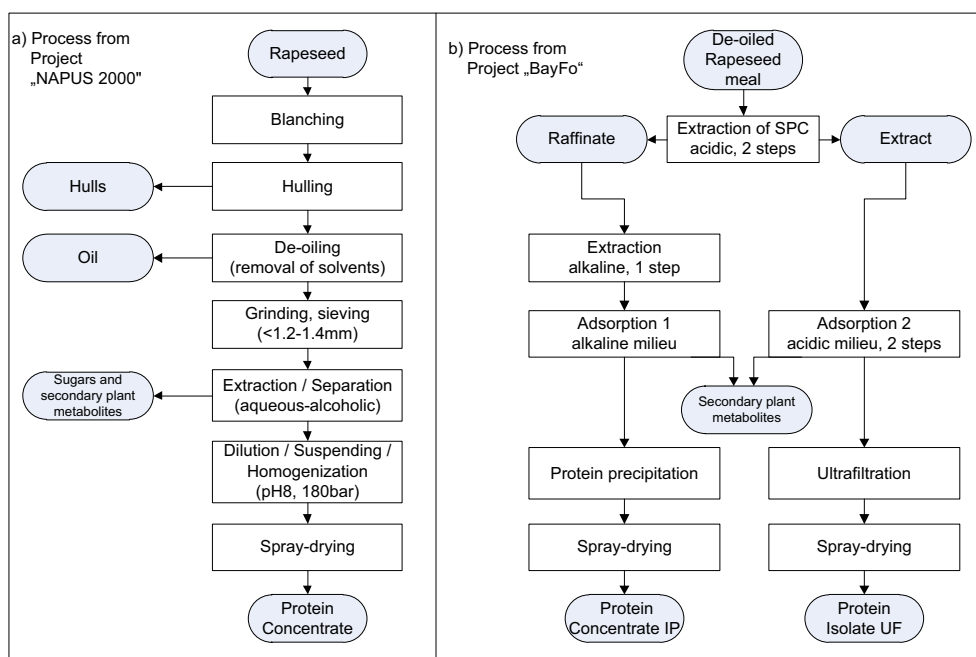 a) Process from
Project
„NAPUS 2000"
Rapeseed
Blanching
Hulls
Hulling
Oil
De-oiling
(removal of solvents)
Grinding, sieving
(<1.2-1.4mm)
Sugars and
secondary plant
metabolites
Extraction / Separation
(aqueous-alcoholic)
Dilution / Suspending /
Homogenization
(pH8, 180bar)
Spray-drying
Protein
Concentrate
b) Process from
Project „BayFo“
De-oiled
Rapeseed
meal
Raffinate
Extraction of SPC
acidic, 2 steps
Extract
Extraction
alkaline, 1 step
Adsorption 1
alkaline milieu
Adsorption 2
acidic milieu, 2 steps
Secondary plant
metabolites
Protein precipitation
Ultrafiltration
Spray-drying
Spray-drying
Protein
Concentrate IP
Protein
Isolate UF